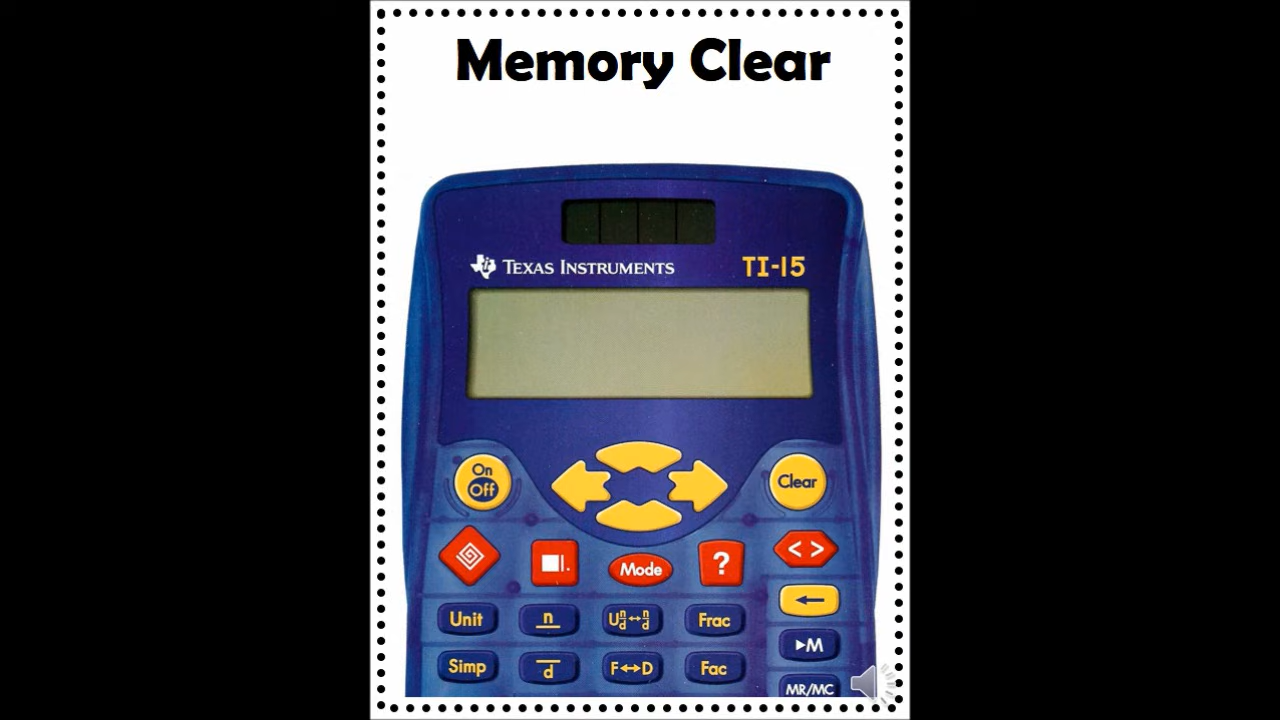 Memory Clear
TEXAS INSTRUMENTS TI-15
On
Off
Clear
Mode ? < >
Unit n U n/d ↔ n/d Frac
▸M
Simp d F↔D Fac
MR/MC